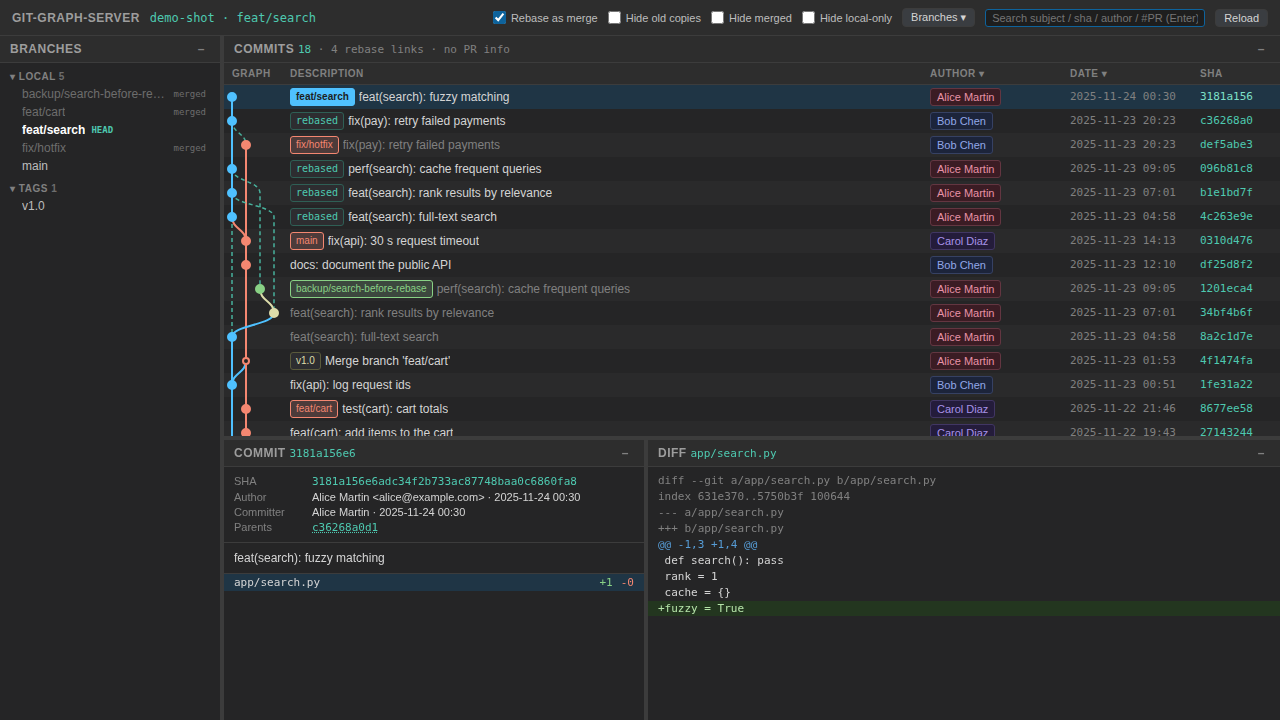 GIT-GRAPH-SERVER demo-shot · feat/search Rebase as merge Hide old copies Hide merged Hide local-only Branches ▾ Search subject / sha / author / #PR (Enter) Reload
BRANCHES –
▾ LOCAL 5
backup/search-before-re… merged
feat/cart merged
feat/search HEAD
fix/hotfix merged
main
▾ TAGS 1
v1.0
COMMITS 18 · 4 rebase links · no PR info –
GRAPH DESCRIPTION AUTHOR ▾ DATE ▾ SHA
feat/search feat(search): fuzzy matching Alice Martin 2025-11-24 00:30 3181a156
rebased fix(pay): retry failed payments Bob Chen 2025-11-23 20:23 c36268a0
fix/hotfix fix(pay): retry failed payments Bob Chen 2025-11-23 20:23 def5abe3
rebased perf(search): cache frequent queries Alice Martin 2025-11-23 09:05 096b81c8
rebased feat(search): rank results by relevance Alice Martin 2025-11-23 07:01 b1e1bd7f
rebased feat(search): full-text search Alice Martin 2025-11-23 04:58 4c263e9e
main fix(api): 30 s request timeout Carol Diaz 2025-11-23 14:13 0310d476
docs: document the public API Bob Chen 2025-11-23 12:10 df25d8f2
backup/search-before-rebase perf(search): cache frequent queries Alice Martin 2025-11-23 09:05 1201eca4
feat(search): rank results by relevance Alice Martin 2025-11-23 07:01 34bf4b6f
feat(search): full-text search Alice Martin 2025-11-23 04:58 8a2c1d7e
v1.0 Merge branch 'feat/cart' Alice Martin 2025-11-23 01:53 4f1474fa
fix(api): log request ids Bob Chen 2025-11-23 00:51 1fe31a22
feat/cart test(cart): cart totals Carol Diaz 2025-11-22 21:46 8677ee58
feat(cart): add items to the cart Carol Diaz 2025-11-22 19:43 27143244
COMMIT 3181a156e6 –
SHA 3181a156e6adc34f2b733ac87748baa0c6860fa8
Author Alice Martin <alice@example.com> · 2025-11-24 00:30
Committer Alice Martin · 2025-11-24 00:30
Parents c36268a0d1
feat(search): fuzzy matching
app/search.py +1 -0
DIFF app/search.py –
diff --git a/app/search.py b/app/search.py
index 631e370..5750b3f 100644
--- a/app/search.py
+++ b/app/search.py
@@ -1,3 +1,4 @@
def search(): pass
rank = 1
cache = {}
+fuzzy = True